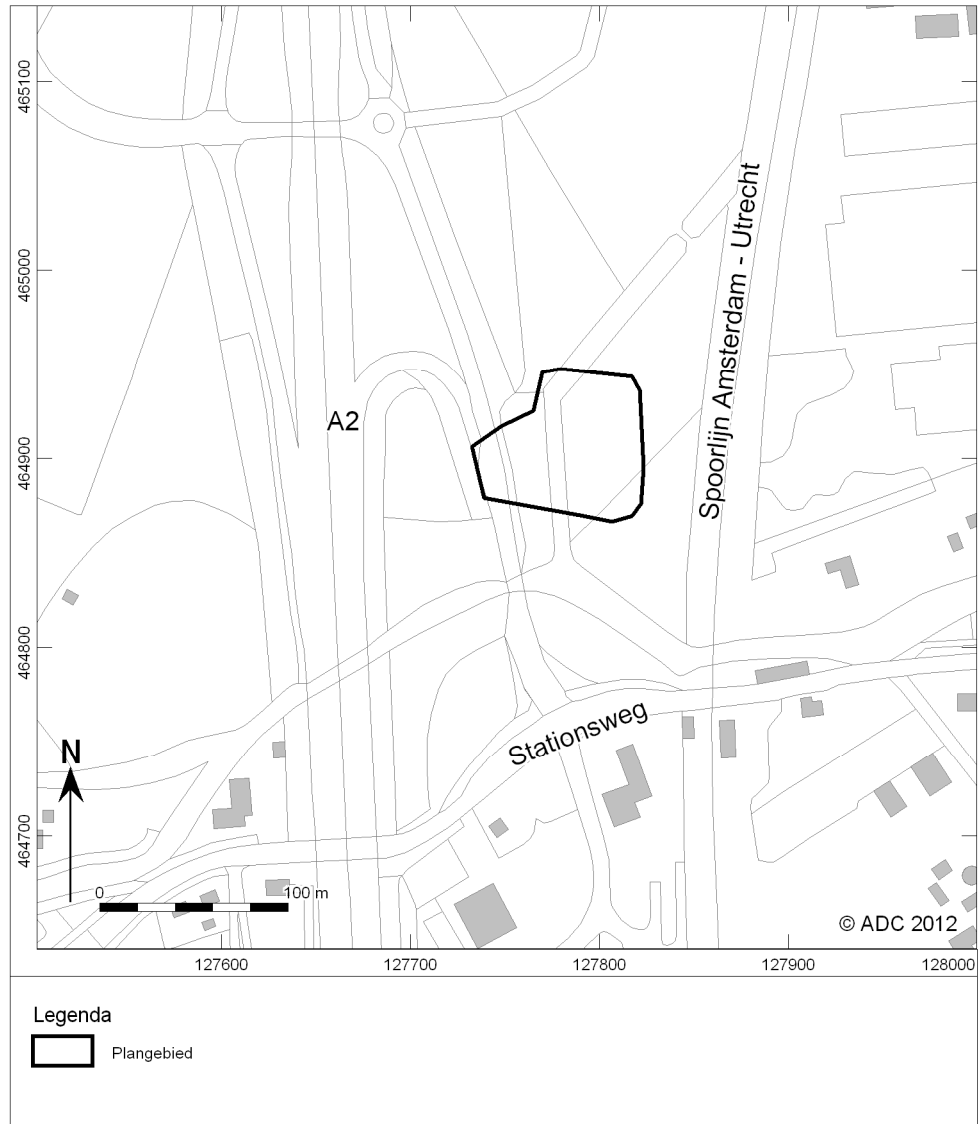 465100
465000
464900
464800
464700
Spoorlijn Amsterdam - Utrecht
A2
Stationsweg
N
0 100 m
© ADC 2012
127600 127700 127800 127900 128000
Legenda
Plangebied